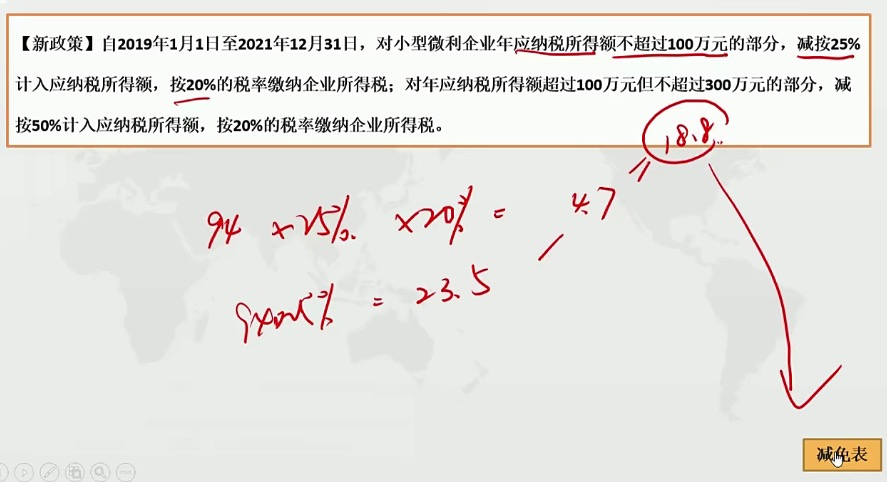 【新政策】自2019年1月1日至2021年12月31日，对小型微利企业年应纳税所得额不超过100万元的部分，减按25%
计入应纳税所得额，按20%的税率缴纳企业所得税；对年应纳税所得额超过100万元但不超过300万元的部分，减
按50%计入应纳税所得额，按20%的税率缴纳企业所得税。
18.8
94 ×25% ×20% = 4.7
94×25% = 23.5
减免表